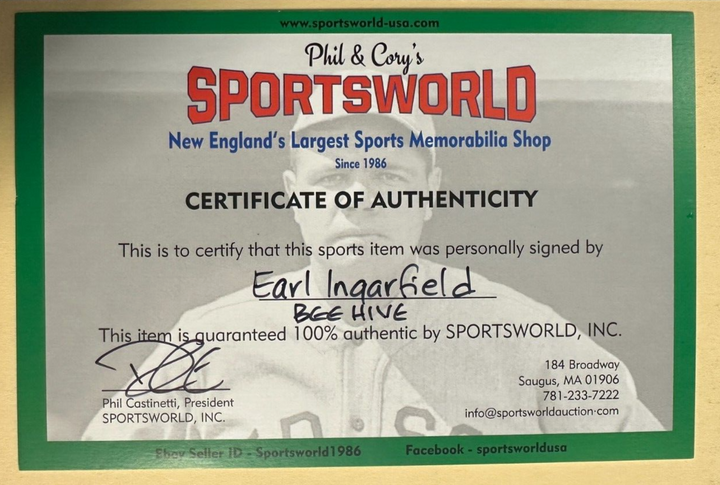 www.sportsworld-usa.com
Phil & Cory's
SPORTSWORLD
New England's Largest Sports Memorabilia Shop
Since 1986
CERTIFICATE OF AUTHENTICITY
This is to certify that this sports item was personally signed by
Earl Ingarfield
BEE HIVE
This item is guaranteed 100% authentic by SPORTSWORLD, INC.
Phil Castinetti, President
SPORTSWORLD, INC.
184 Broadway
Saugus, MA 01906
781-233-7222
info@sportsworldauction.com
Ebay Seller ID - Sportsworld1986
Facebook - sportsworldusa